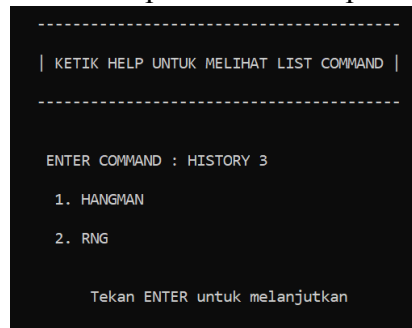 -----------------------------------------
| KETIK HELP UNTUK MELIHAT LIST COMMAND |
-----------------------------------------
ENTER COMMAND : HISTORY 3
1. HANGMAN
2. RNG
Tekan ENTER untuk melanjutkan